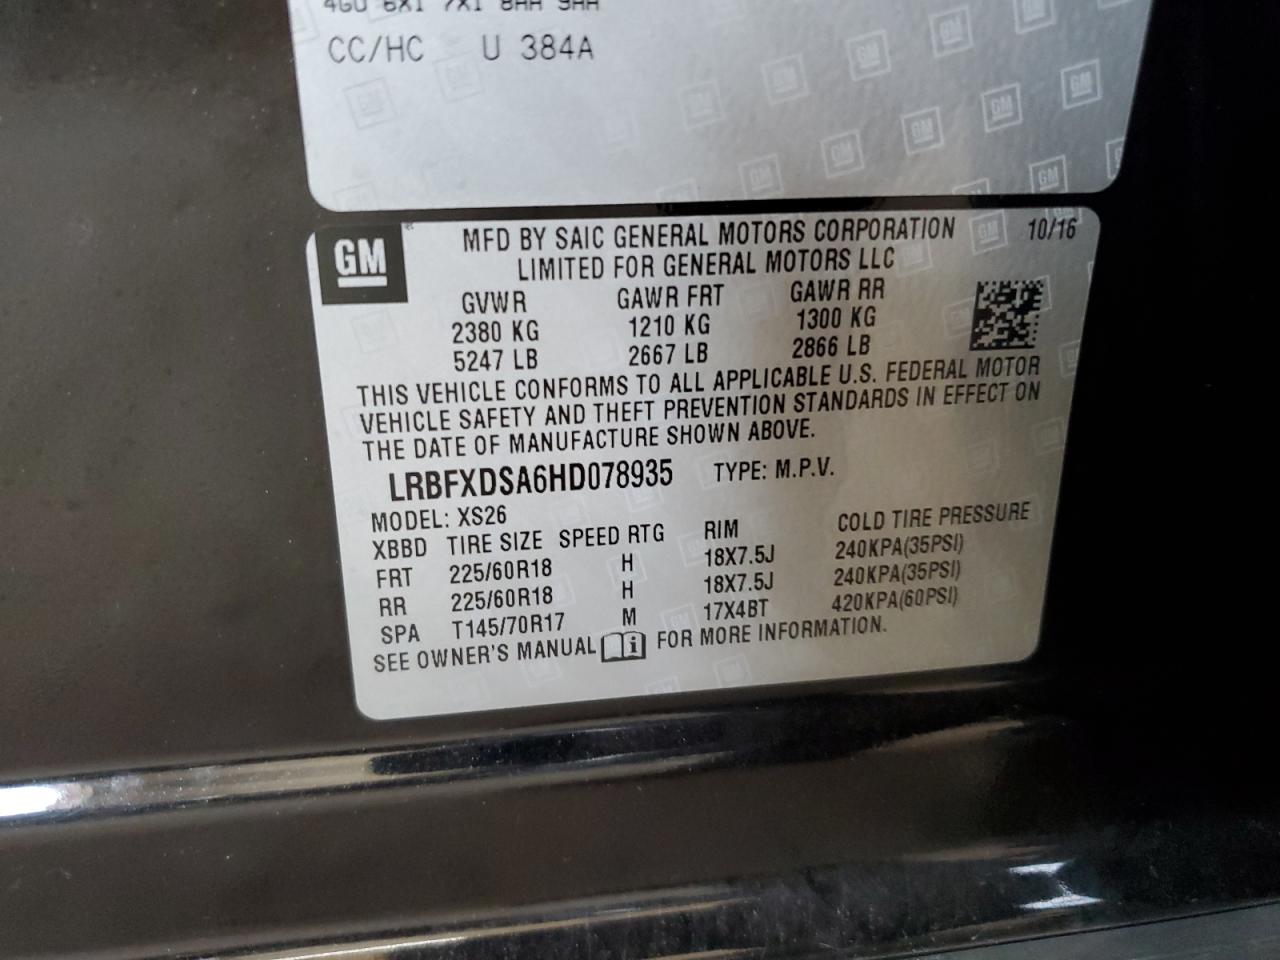 4GU 6X1 7X1 8AA 9AA
CC/HC U 384A
GM
MFD BY SAIC GENERAL MOTORS CORPORATION 10/16
LIMITED FOR GENERAL MOTORS LLC
GVWR GAWR FRT GAWR RR
2380 KG 1210 KG 1300 KG
5247 LB 2667 LB 2866 LB
THIS VEHICLE CONFORMS TO ALL APPLICABLE U.S. FEDERAL MOTOR
VEHICLE SAFETY AND THEFT PREVENTION STANDARDS IN EFFECT ON
THE DATE OF MANUFACTURE SHOWN ABOVE.
LRBFXDSA6HD078935 TYPE: M.P.V.
MODEL: XS26
XBBD TIRE SIZE SPEED RTG RIM COLD TIRE PRESSURE
FRT 225/60R18 H 18X7.5J 240KPA(35PSI)
RR 225/60R18 H 18X7.5J 240KPA(35PSI)
SPA T145/70R17 M 17X4BT 420KPA(60PSI)
SEE OWNER'S MANUAL i FOR MORE INFORMATION.